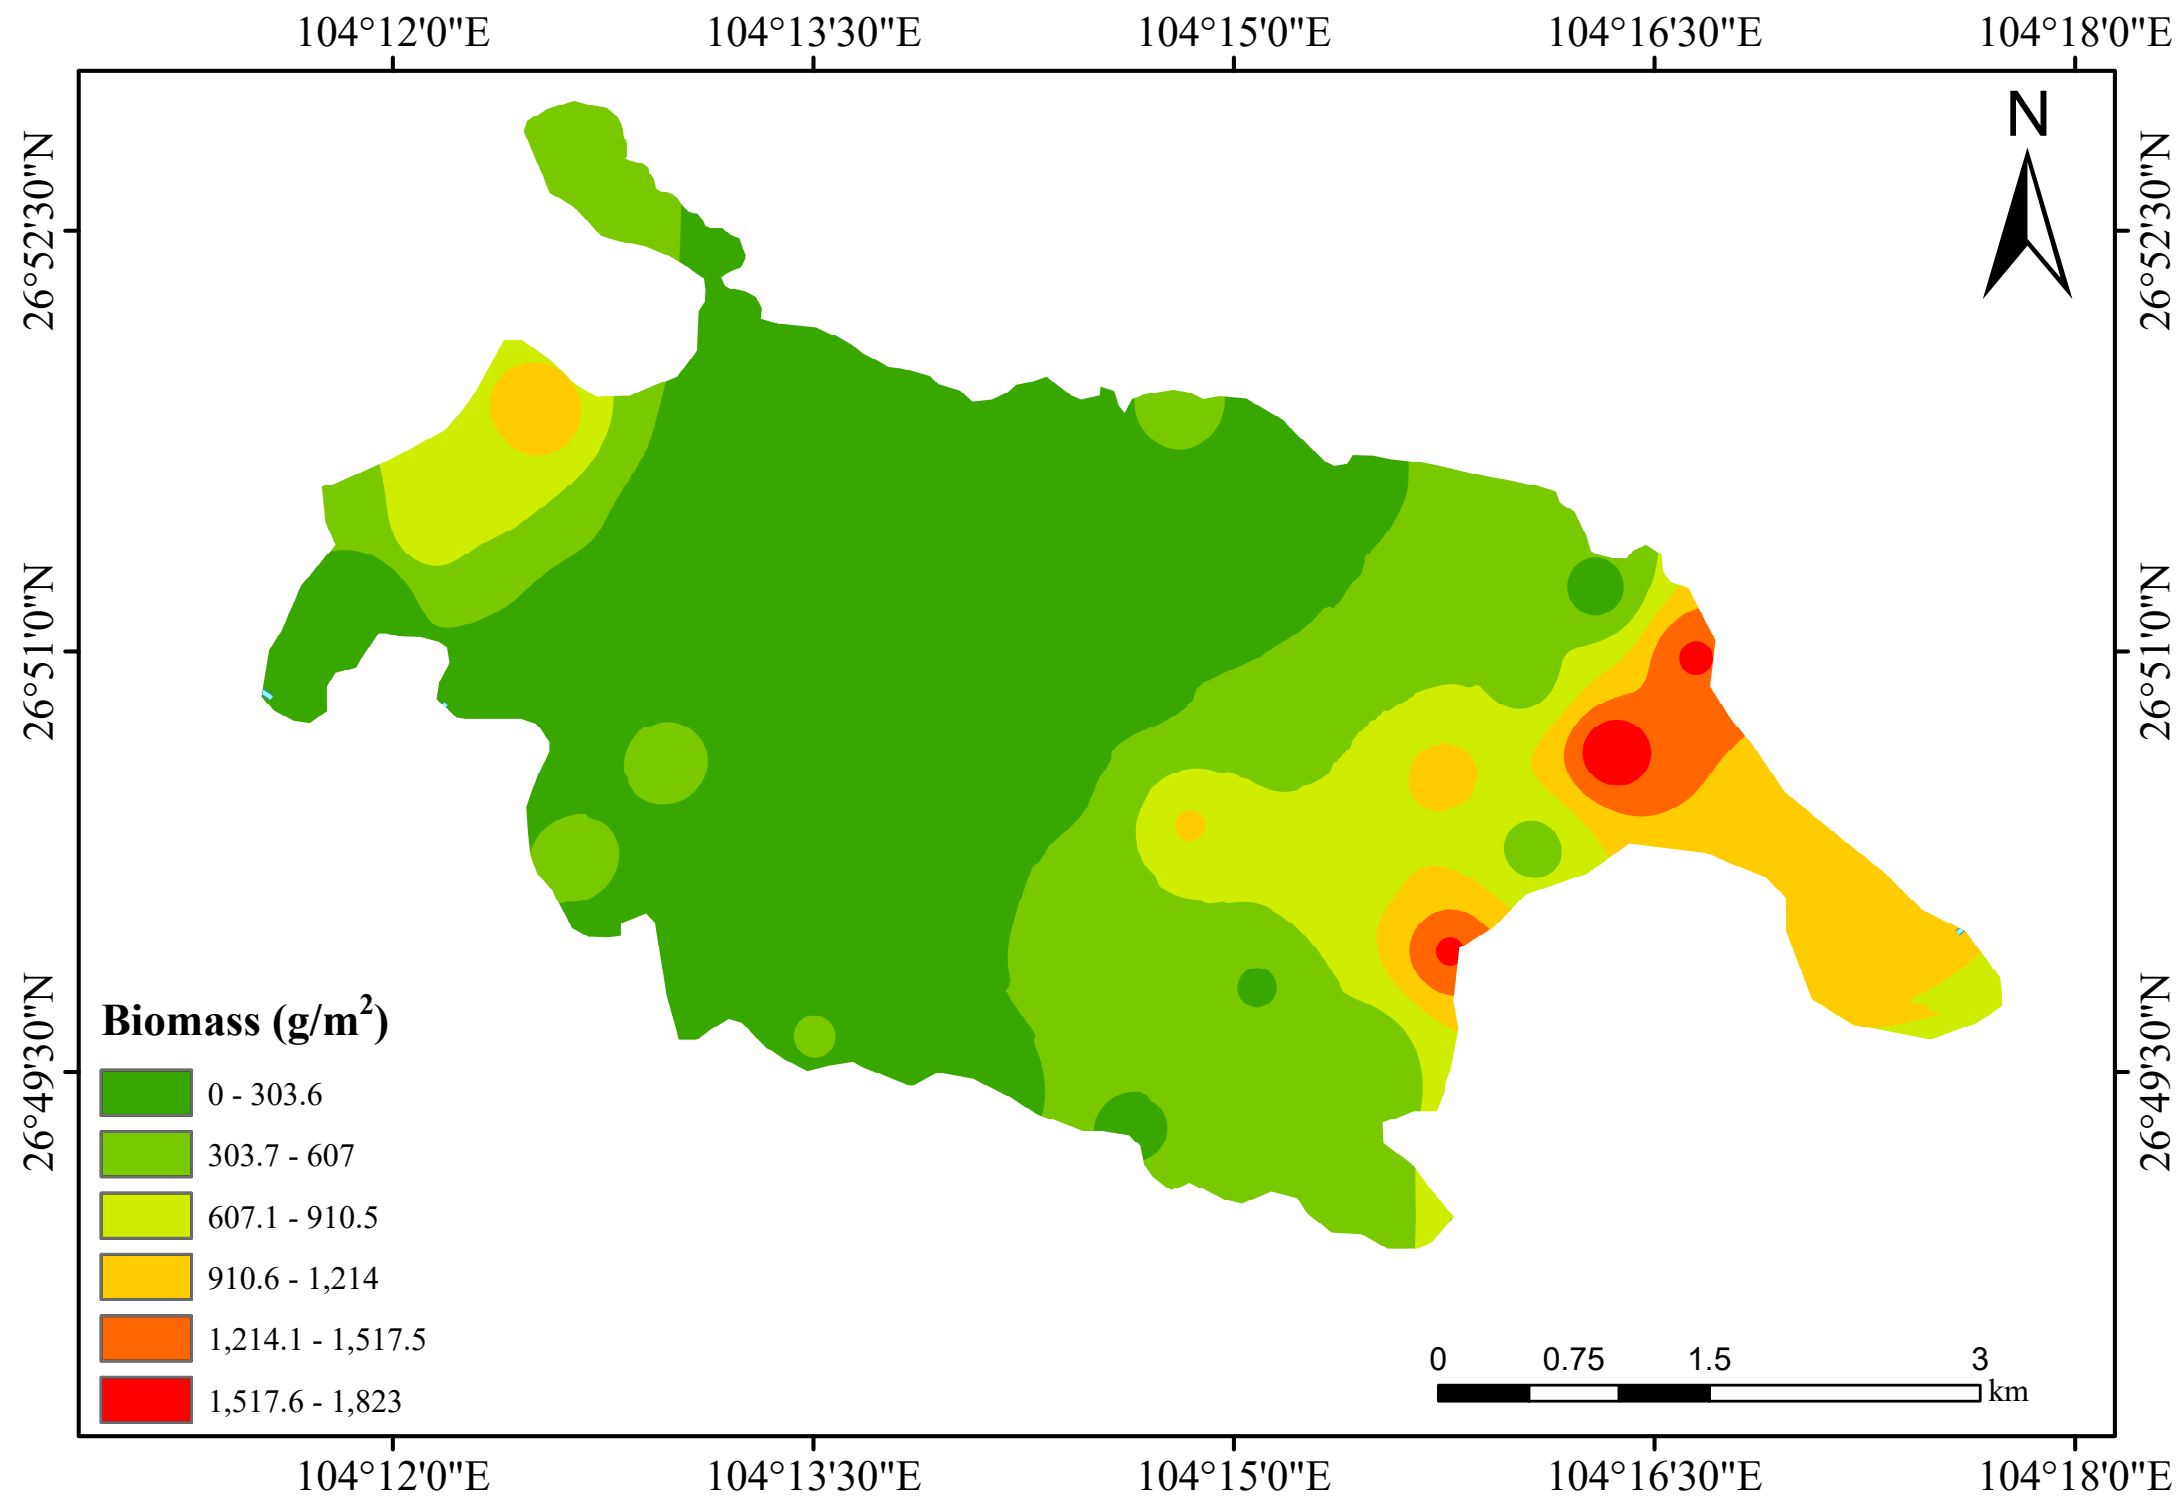 104°12'0"E 104°13'30"E 104°15'0"E 104°16'30"E 104°18'0"E
N
26°52'30"N 26°52'30"N
26°51'0"N 26°51'0"N
26°49'30"N 26°49'30"N
Biomass (g/m²)
0 - 303.6
303.7 - 607
607.1 - 910.5
910.6 - 1,214
1,214.1 - 1,517.5
1,517.6 - 1,823
0 0.75 1.5 3
km
104°12'0"E 104°13'30"E 104°15'0"E 104°16'30"E 104°18'0"E